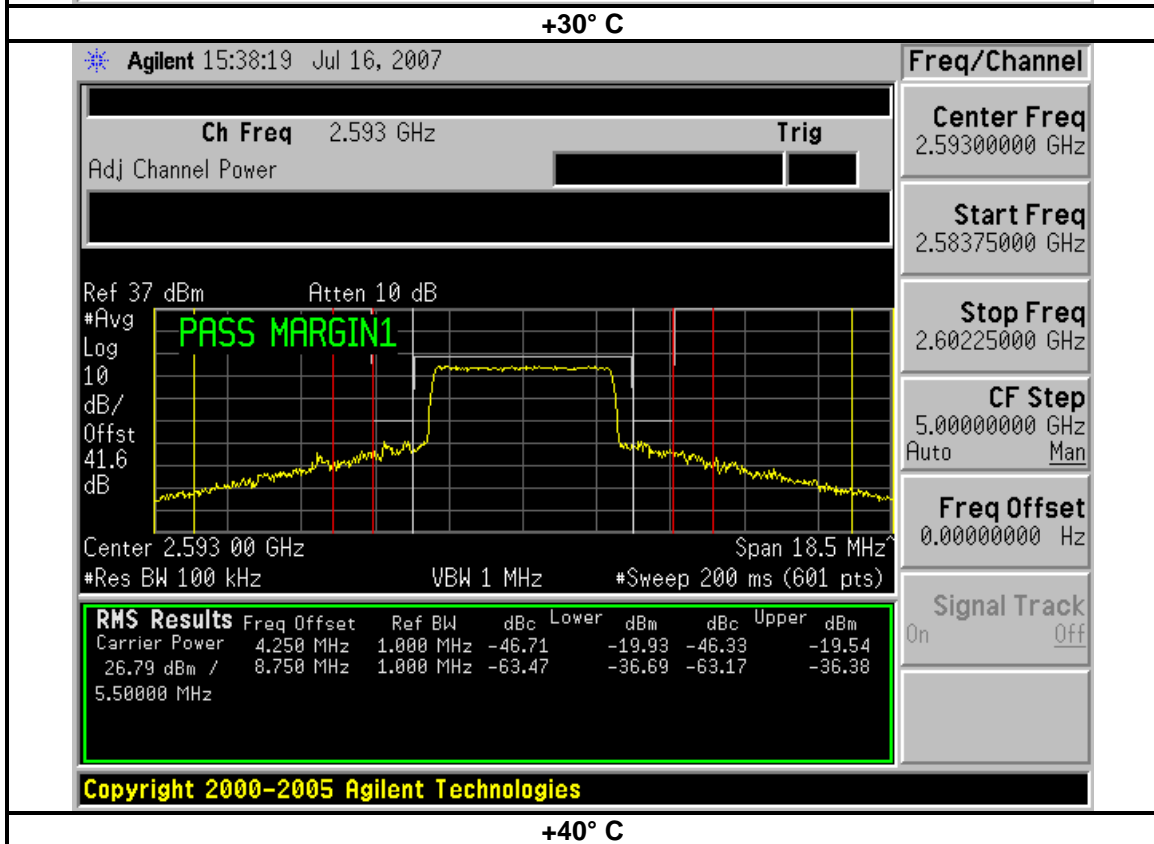 +30° C
Agilent 15:38:19 Jul 16, 2007
Freq/Channel
Ch Freq 2.593 GHz Trig
Adj Channel Power
Center Freq
2.59300000 GHz
Start Freq
2.58375000 GHz
Stop Freq
2.60225000 GHz
CF Step
5.00000000 GHz
Auto Man
Freq Offset
0.00000000 Hz
Signal Track
On Off
Ref 37 dBm Atten 10 dB
#Avg
Log
10
dB/
Offst
41.6
dB
PASS MARGIN1
Center 2.593 00 GHz Span 18.5 MHz^
#Res BW 100 kHz VBW 1 MHz #Sweep 200 ms (601 pts)
RMS Results Freq Offset Ref BW dBc Lower dBm dBc Upper dBm
Carrier Power 4.250 MHz 1.000 MHz -46.71 -19.93 -46.33 -19.54
26.79 dBm / 8.750 MHz 1.000 MHz -63.47 -36.69 -63.17 -36.38
5.50000 MHz
Copyright 2000-2005 Agilent Technologies
+40° C